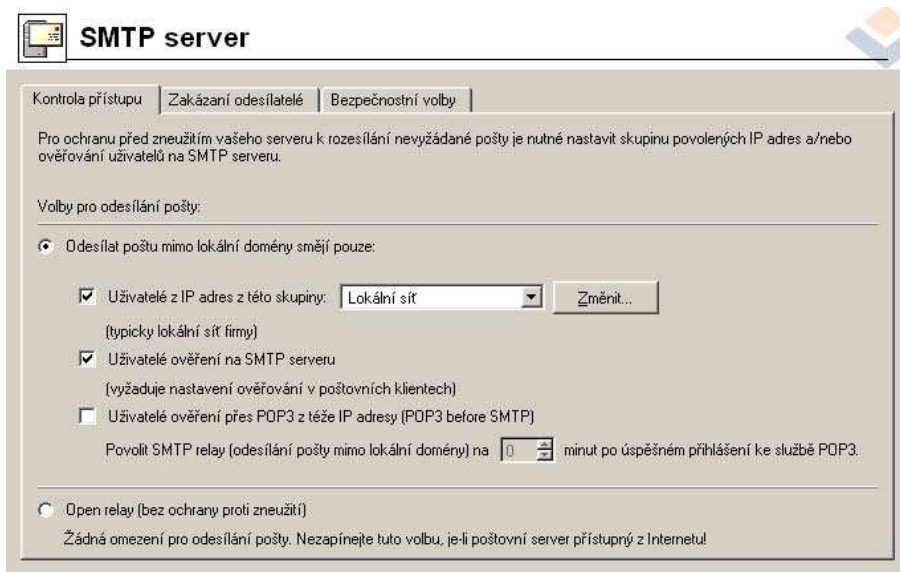 SMTP server
Kontrola přístupu Zakázaní odesílatelé Bezpečnostní volby
Pro ochranu před zneužitím vašeho serveru k rozesílání nevyžádané pošty je nutné nastavit skupinu povolených IP adres a/nebo
ověřování uživatelů na SMTP serveru.
Volby pro odesílání pošty:
Odesílat poštu mimo lokální domény smějí pouze:
Uživatelé z IP adres z této skupiny: Lokální síť Změnit...
(typicky lokální síť firmy)
Uživatelé ověření na SMTP serveru
(vyžaduje nastavení ověřování v poštovních klientech)
Uživatelé ověření přes POP3 z téže IP adresy (POP3 before SMTP)
Povolit SMTP relay (odesílání pošty mimo lokální domény) na 0 minut po úspěšném přihlášení ke službě POP3.
Open relay (bez ochrany proti zneužití)
Žádná omezení pro odesílání pošty. Nezapínejte tuto volbu, je-li poštovní server přístupný z Internetu!